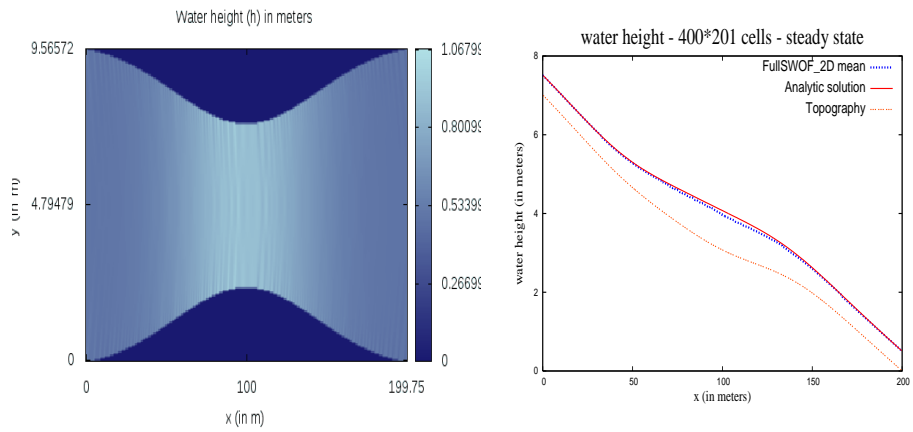 Water height (h) in meters
9.56572
4.79479
0
y (in m)
0
100
199.75
x (in m)
1.06799
0.80099
0.53399
0.26699
0
water height - 400*201 cells - steady state
FullSWOF_2D mean
Analytic solution
Topography
8
6
4
2
0
water height (in meters)
0
50
100
150
200
x (in meters)